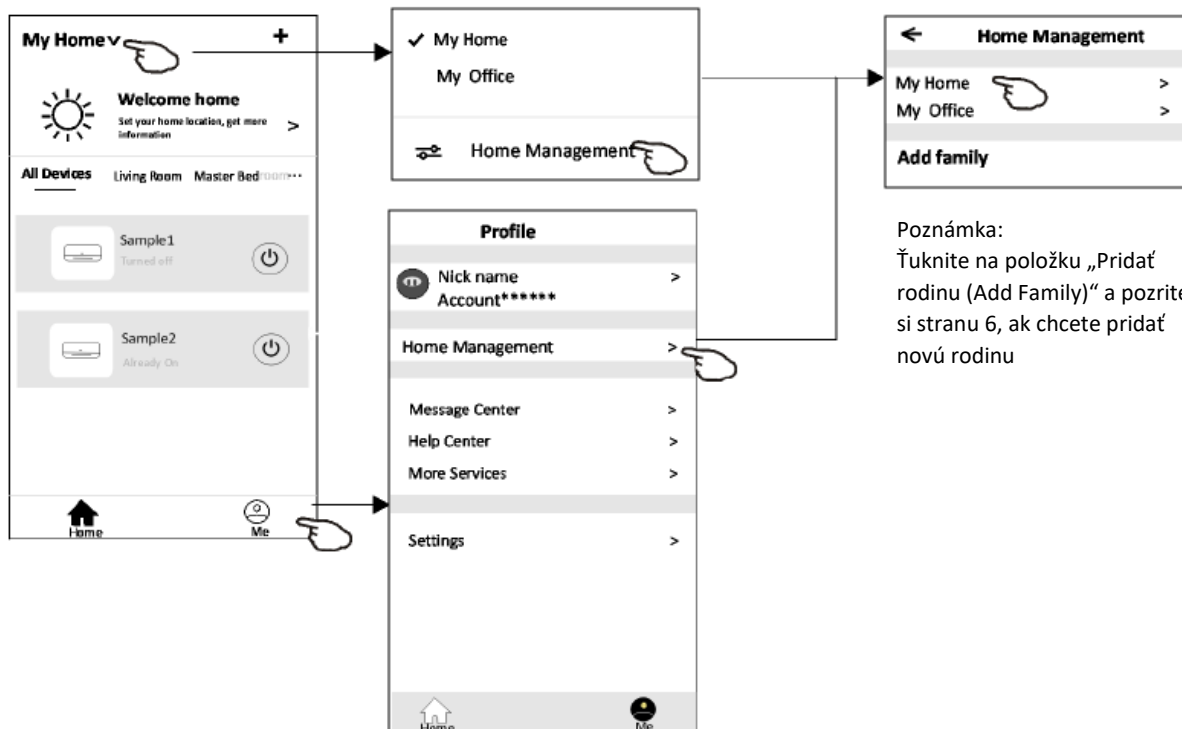 My Home
+
Welcome home
Set your home location, get more
information
>
All Devices Living Room Master Bedroom...
Sample1
Turned off
Sample2
Already On
Home
Me
✓ My Home
My Office
Home Management
Profile
Nick name >
Account******
Home Management >
Message Center >
Help Center >
More Services >
Settings >
Home
Me
← Home Management
My Home >
My Office >
Add family
Poznámka:
Ťuknite na položku „Pridať
rodinu (Add Family)“ a pozrite
si stranu 6, ak chcete pridať
novú rodinu